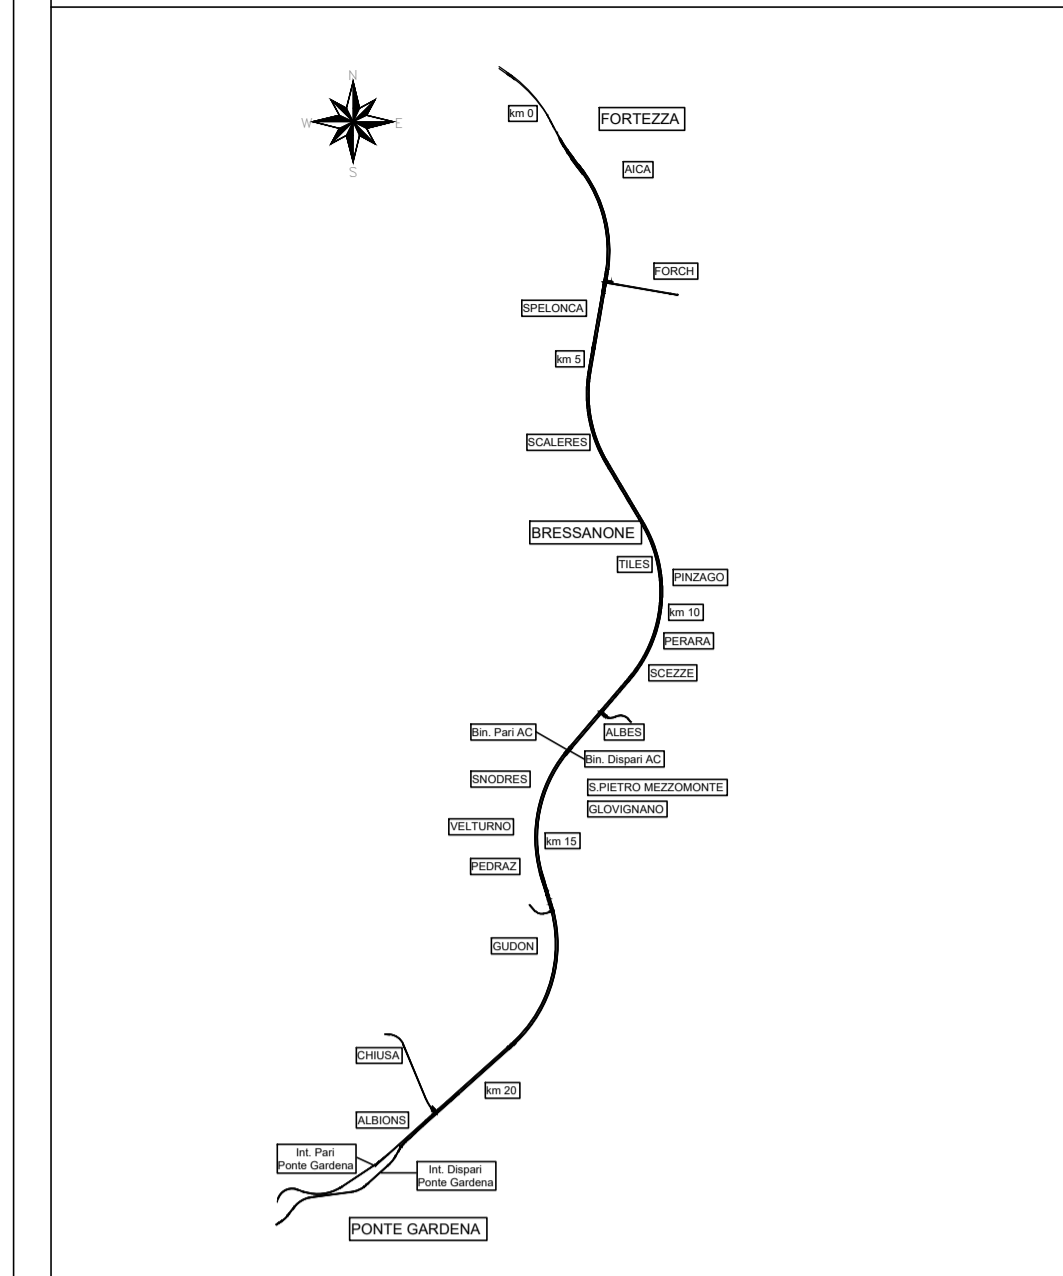 N
km 0
FORTEZZA
W
E
AICA
S
FORCH
SPELONCA
km 5
SCALERES
BRESSANONE
TILES
PINZAGO
km 10
PERARA
SCEZZE
Bin. Pari AC
ALBES
Bin. Dispari AC
SNODRES
S.PIETRO MEZZOMONTE
GLOVIGNANO
VELTURNO
km 15
PEDRAZ
GUDON
CHIUSA
km 20
ALBIONS
Int. Pari
Ponte Gardena
Int. Dispari
Ponte Gardena
PONTE GARDENA